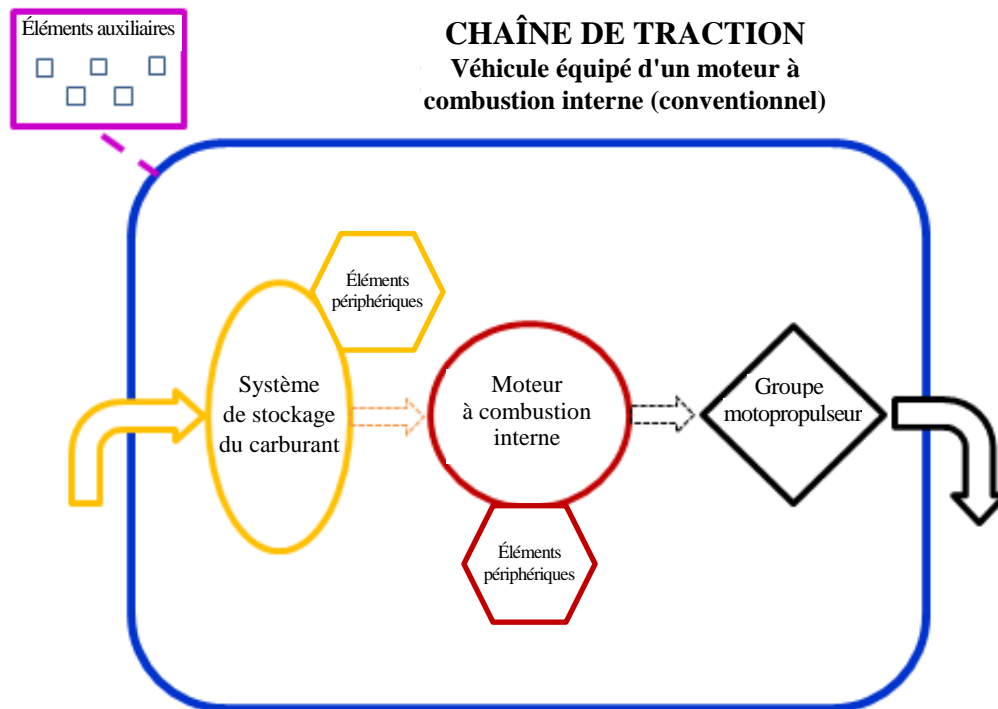 Éléments auxiliaires
CHAÎNE DE TRACTION
Véhicule équipé d'un moteur à
combustion interne (conventionnel)
Éléments
périphériques
Système
de stockage
du carburant
Moteur
à combustion
interne
Groupe
motopropulseur
Éléments
périphériques